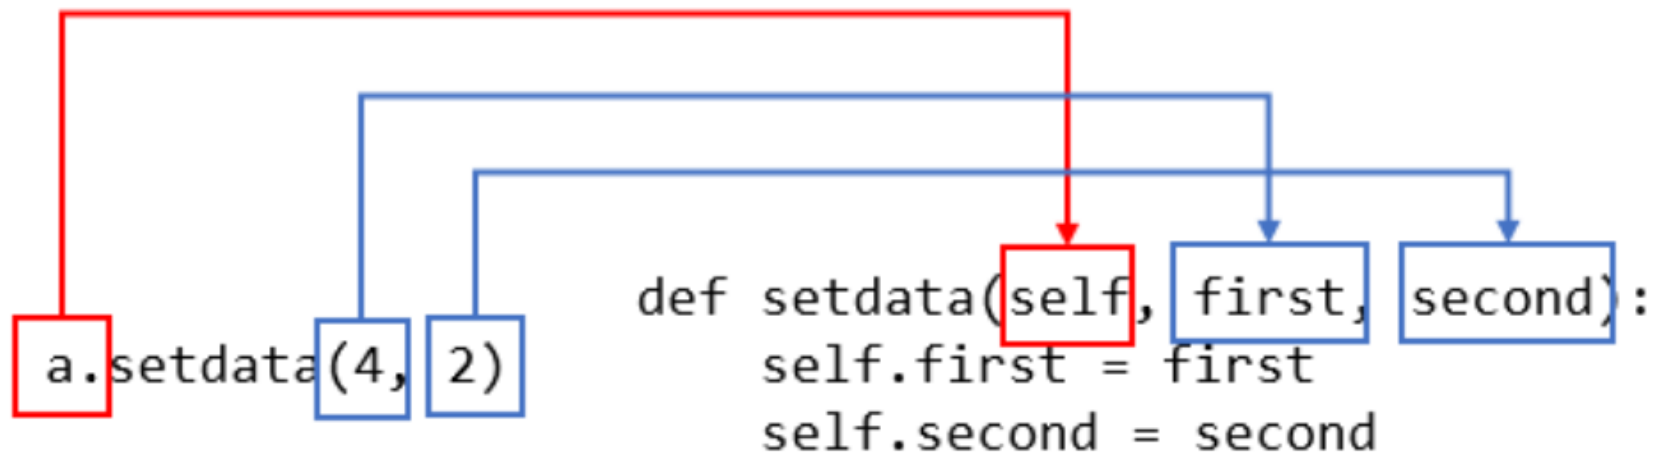 def setdata(self, first, second):
a.setdata(4, 2)
self.first = first
self.second = second